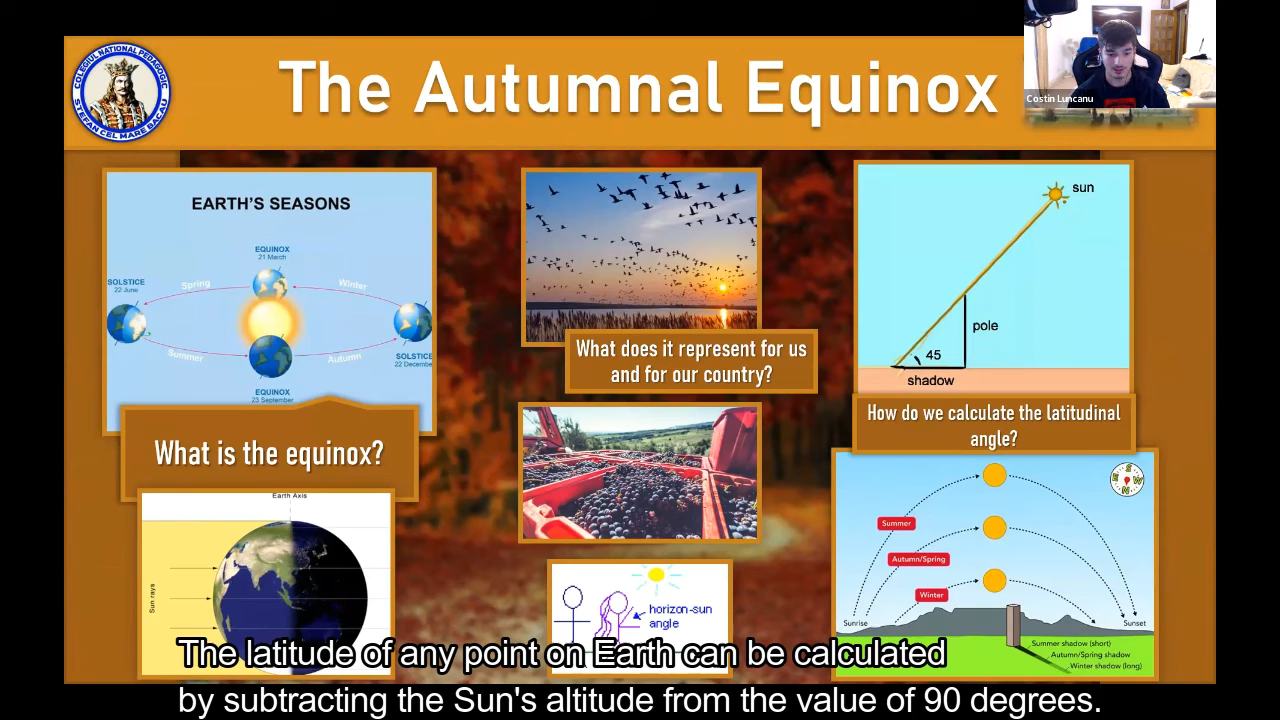 The Autumnal Equinox
COLEGIUL NATIONAL PEDAGOGIC
STEFAN CEL MARE BACAU
Costin Luncanu
EARTH'S SEASONS
EQUINOX
21 March
SOLSTICE
22 June
Spring
Winter
Summer
Autumn
SOLSTICE
22 Decembe
EQUINOX
23 September
What is the equinox?
Earth Axis
Sun rays
What does it represent for us
and for our country?
horizon-sun
angle
sun
pole
45
shadow
How do we calculate the latitudinal
angle?
S
E
W
N
Summer
Autumn/Spring
Winter
Sunrise
Sunset
Summer shadow (short)
Autumn/Spring shadow
Winter shadow (long)
The latitude of any point on Earth can be calculated
by subtracting the Sun's altitude from the value of 90 degrees.